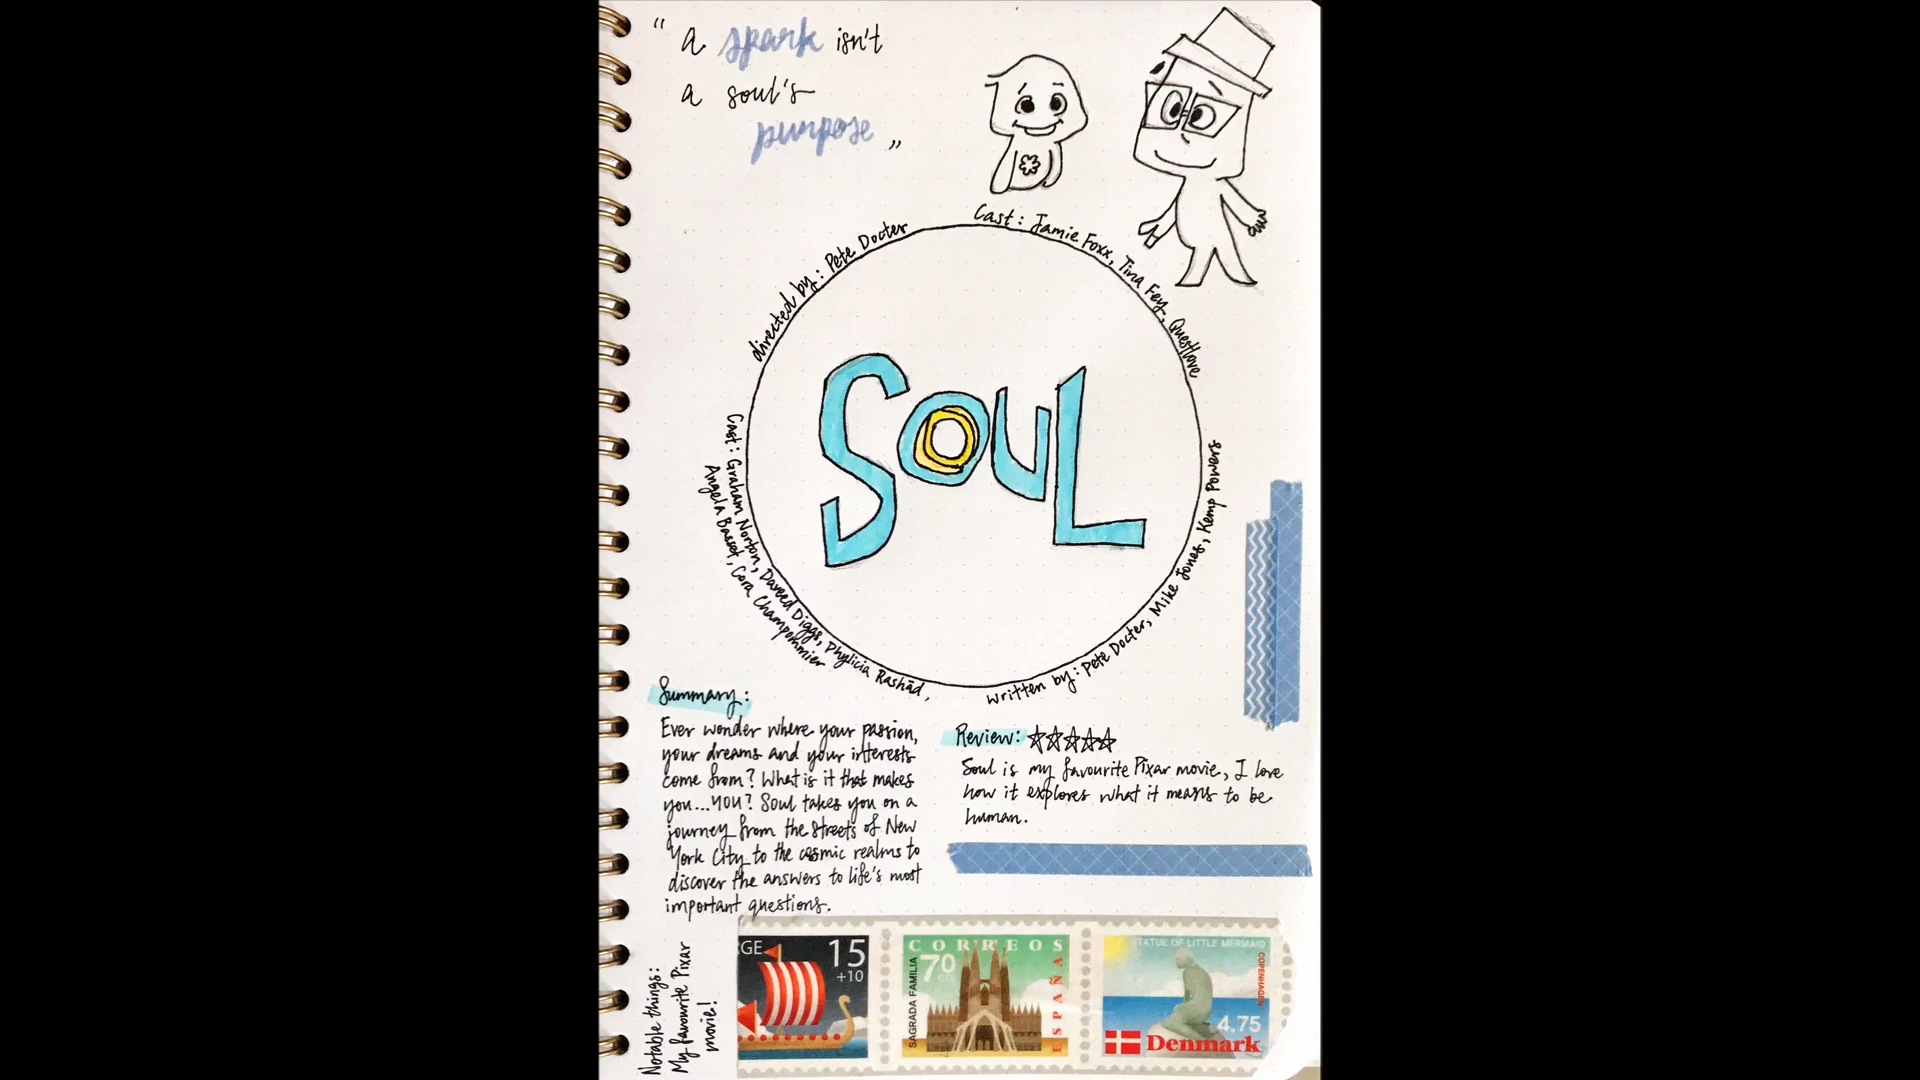 " a spark isn't
a soul's
purpose "
directed by: Pete Docter
Cast: Jamie Foxx, Tina Fey, Questlove
SOUL
Cast: Graham Norton, Daveed Diggs, Phylicia Rashād,
Angela Basset, Cora Champommier
written by: Pete Docter, Mike Jones, Kemp Powers
Summary:
Ever wonder where your passion,
your dreams and your interests
come from? What is it that makes
you...YOU? Soul takes you on a
journey from the streets of New
York City to the cosmic realms to
discover the answers to life's most
important questions.
Review: ☆☆☆☆☆
Soul is my favourite Pixar movie, I love
how it explores what it means to be
human.
Notable things:
My favourite Pixar
movie!
RGE 15
+10
CORREOS
70
SAGRADA FAMILIA
ESPAÑA
STATUE OF LITTLE MERMAID
COPENHAGEN
4.75
Denmark